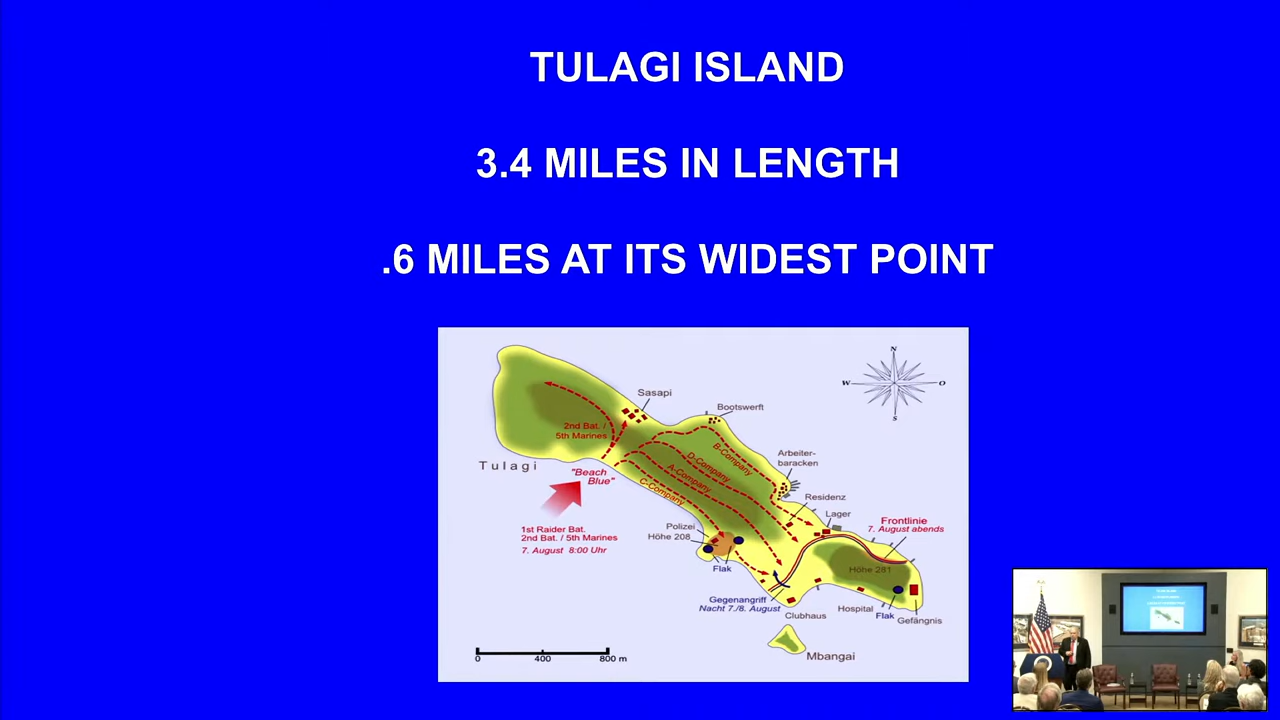 TULAGI ISLAND
3.4 MILES IN LENGTH
.6 MILES AT ITS WIDEST POINT
N
W
O
S
Sasapi
Bootswerft
2nd Bat. /
5th Marines
Tulagi
"Beach
Blue"
B-Company
D-Company
A-Company
C-Company
Arbeiter-
baracken
Residenz
Lager
Frontlinie
7. August abends
1st Raider Bat.
2nd Bat. / 5th Marines
7. August 8:00 Uhr
Polizei
Höhe 208
Flak
Höhe 281
Gegenangriff
Nacht 7./8. August
Clubhaus
Hospital
Flak
Gefängnis
Mbangai
0 400 800 m